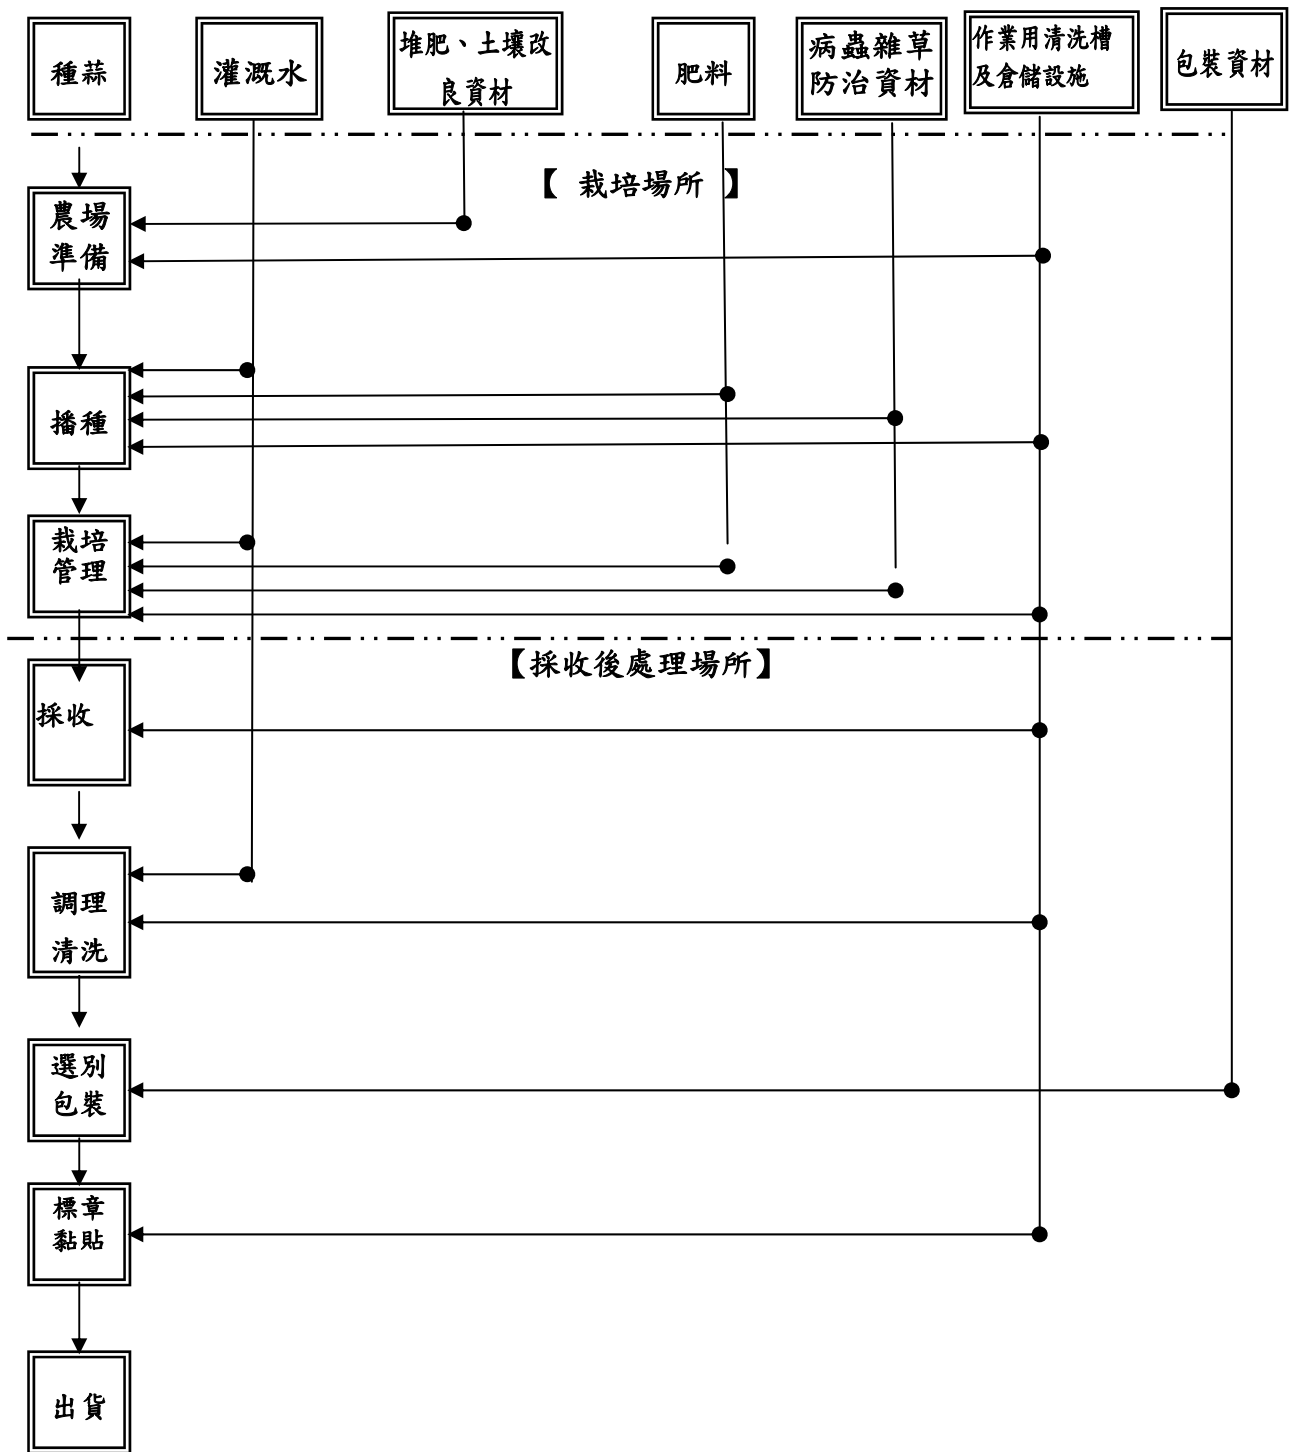 種蒜
灌溉水
堆肥、土壤改
良資材
肥料
病蟲雜草
防治資材
作業用清洗槽
及倉儲設施
包裝資材
【 栽培場所 】
農場
準備
播種
栽培
管理
【採收後處理場所】
採收
調理
清洗
選別
包裝
標章
黏貼
出貨